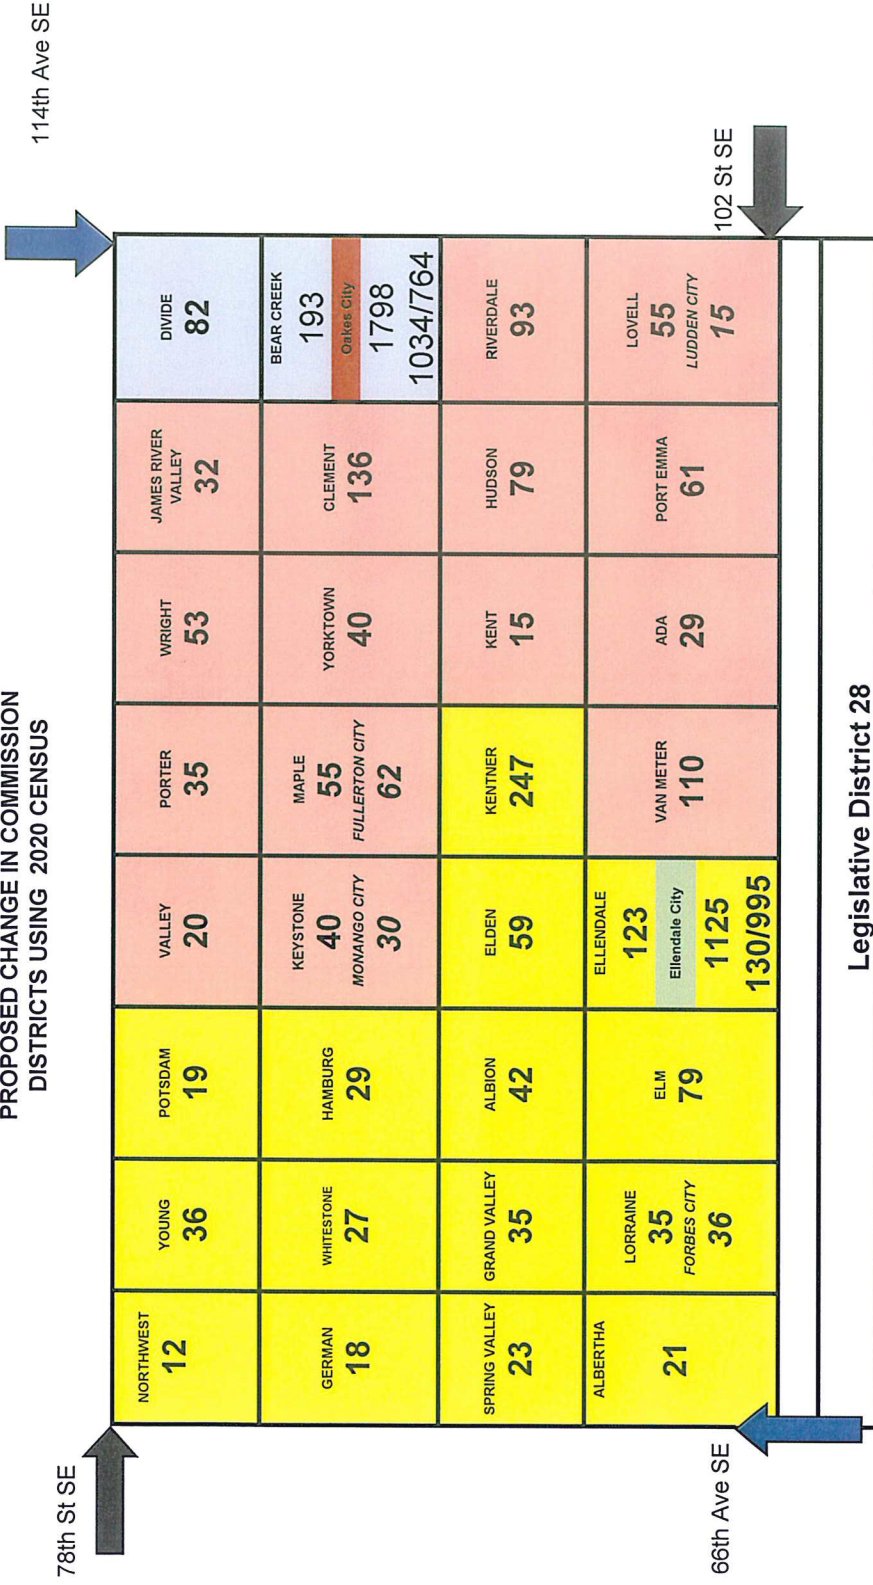 PROPOSED CHANGE IN COMMISSION
DISTRICTS USING 2020 CENSUS
78th St SE
114th Ave SE
NORTHWEST
12
YOUNG
36
POTSDAM
19
VALLEY
20
PORTER
35
WRIGHT
53
JAMES RIVER
VALLEY
32
DIVIDE
82
GERMAN
18
WHITESTONE
27
HAMBURG
29
KEYSTONE
40
MONANGO CITY
30
MAPLE
55
FULLERTON CITY
62
YORKTOWN
40
CLEMENT
136
BEAR CREEK
193
Oakes City
1798
1034/764
SPRING VALLEY
23
GRAND VALLEY
35
ALBION
42
ELDEN
59
KENTNER
247
KENT
15
HUDSON
79
RIVERDALE
93
ALBERTHA
21
LORRAINE
35
FORBES CITY
36
ELM
79
ELLENDALE
123
Ellendale City
1125
130/995
VAN METER
110
ADA
29
PORT EMMA
61
LOVELL
55
LUDDEN CITY
15
66th Ave SE
102 St SE
Legislative District 28